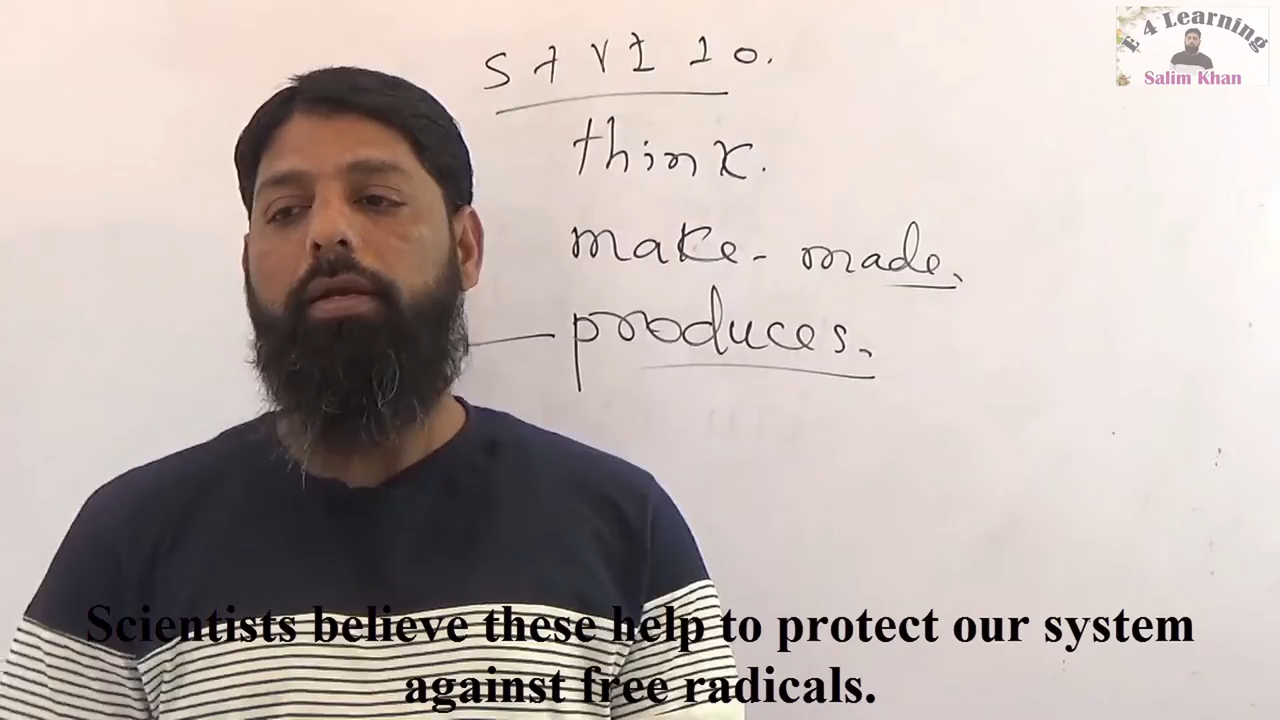 E 4 Learning
Salim Khan
S + V1 + O.
think.
make - made.
produces.
Scientists believe these help to protect our system
against free radicals.